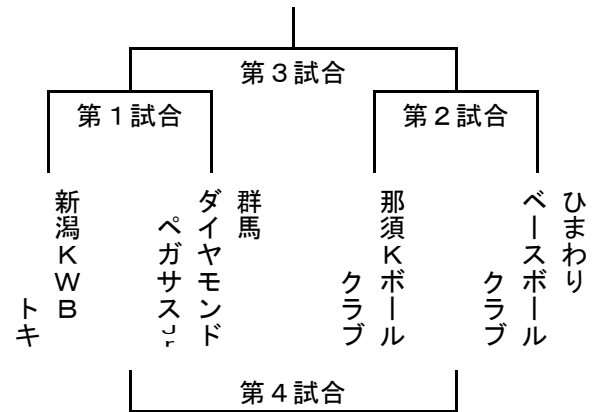 第３試合
第１試合
第２試合
新潟ＫＷＢ
トキ
群馬
ダイヤモンド
ペガサスJr
那須Ｋボール
クラブ
ひまわり
ベースボール
クラブ
第４試合